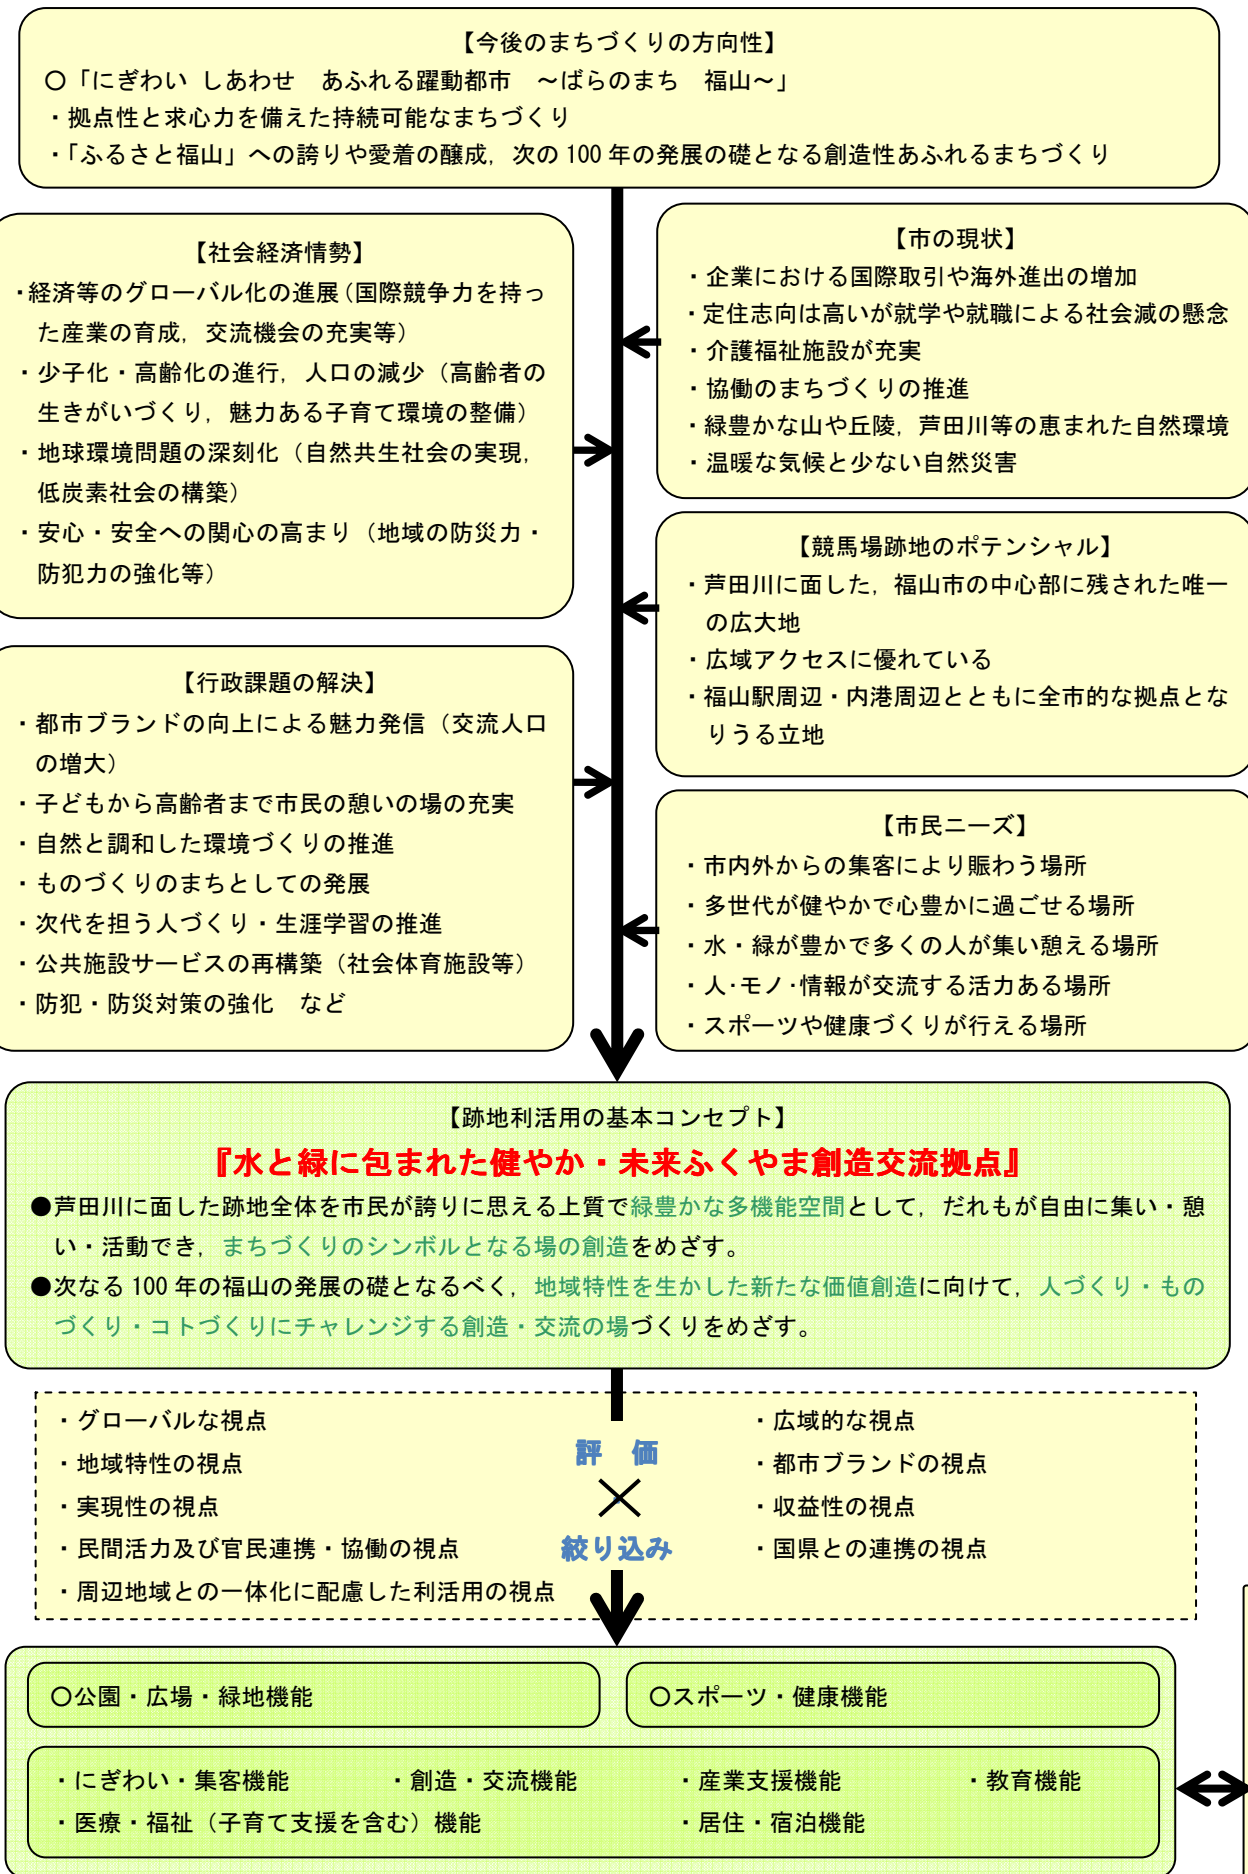 【今後のまちづくりの方向性】
○「にぎわい しあわせ　あふれる躍動都市　～ばらのまち　福山～」
・拠点性と求心力を備えた持続可能なまちづくり
・「ふるさと福山」への誇りや愛着の醸成，次の 100 年の発展の礎となる創造性あふれるまちづくり
【社会経済情勢】
・経済等のグローバル化の進展（国際競争力を持っ
た産業の育成，交流機会の充実等）
・少子化・高齢化の進行，人口の減少（高齢者の
生きがいづくり，魅力ある子育て環境の整備）
・地球環境問題の深刻化（自然共生社会の実現，
低炭素社会の構築）
・安心・安全への関心の高まり（地域の防災力・
防犯力の強化等）
【市の現状】
・企業における国際取引や海外進出の増加
・定住志向は高いが就学や就職による社会減の懸念
・介護福祉施設が充実
・協働のまちづくりの推進
・緑豊かな山や丘陵，芦田川等の恵まれた自然環境
・温暖な気候と少ない自然災害
【競馬場跡地のポテンシャル】
・芦田川に面した，福山市の中心部に残された唯一
の広大地
・広域アクセスに優れている
・福山駅周辺・内港周辺とともに全市的な拠点とな
りうる立地
【行政課題の解決】
・都市ブランドの向上による魅力発信（交流人口
の増大）
・子どもから高齢者まで市民の憩いの場の充実
・自然と調和した環境づくりの推進
・ものづくりのまちとしての発展
・次代を担う人づくり・生涯学習の推進
・公共施設サービスの再構築（社会体育施設等）
・防犯・防災対策の強化　など
【市民ニーズ】
・市内外からの集客により賑わう場所
・多世代が健やかで心豊かに過ごせる場所
・水・緑が豊かで多くの人が集い憩える場所
・人･モノ･情報が交流する活力ある場所
・スポーツや健康づくりが行える場所
【跡地利活用の基本コンセプト】
『水と緑に包まれた健やか・未来ふくやま創造交流拠点』
●芦田川に面した跡地全体を市民が誇りに思える上質で緑豊かな多機能空間として，だれもが自由に集い・憩
い・活動でき，まちづくりのシンボルとなる場の創造をめざす。
●次なる 100 年の福山の発展の礎となるべく，地域特性を生かした新たな価値創造に向けて，人づくり・もの
づくり・コトづくりにチャレンジする創造・交流の場づくりをめざす。
・グローバルな視点
・地域特性の視点
・実現性の視点
・民間活力及び官民連携・協働の視点
・周辺地域との一体化に配慮した利活用の視点
評　価
絞り込み
・広域的な視点
・都市ブランドの視点
・収益性の視点
・国県との連携の視点
○公園・広場・緑地機能
○スポーツ・健康機能
・にぎわい・集客機能　・創造・交流機能　・産業支援機能　・教育機能
・医療・福祉（子育て支援を含む）機能　・居住・宿泊機能